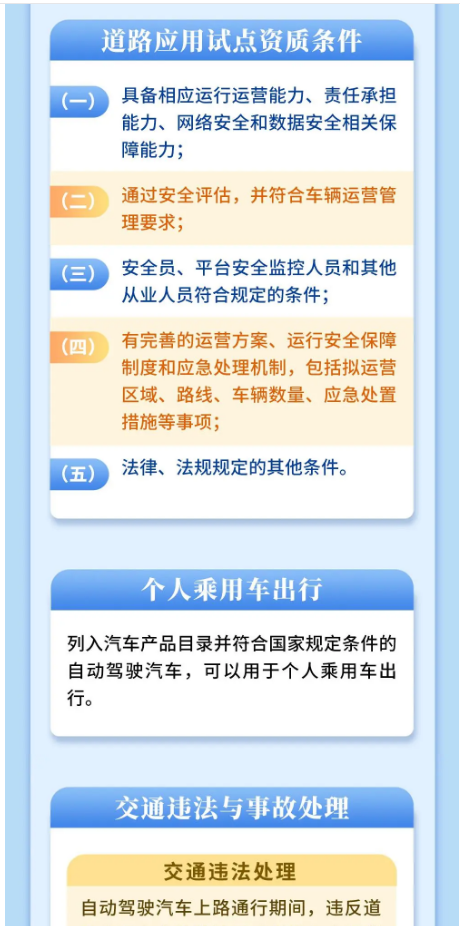 道路应用试点资质条件
（一）
具备相应运行运营能力、责任承担
能力、网络安全和数据安全相关保
障能力；
（二）
通过安全评估，并符合车辆运营管
理要求；
（三）
安全员、平台安全监控人员和其他
从业人员符合规定的条件；
（四）
有完善的运营方案、运行安全保障
制度和应急处理机制，包括拟运营
区域、路线、车辆数量、应急处置
措施等事项；
（五）
法律、法规规定的其他条件。
个人乘用车出行
列入汽车产品目录并符合国家规定条件的
自动驾驶汽车，可以用于个人乘用车出
行。
交通违法与事故处理
交通违法处理
自动驾驶汽车上路通行期间，违反道